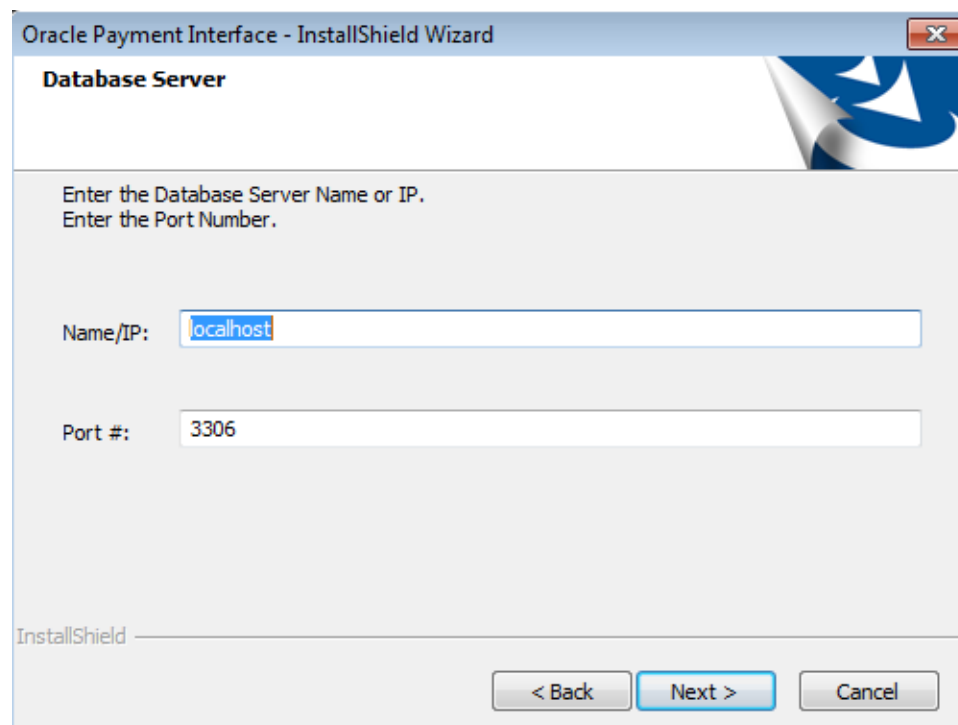 Oracle Payment Interface - InstallShield Wizard
Database Server
Enter the Database Server Name or IP.
Enter the Port Number.
Name/IP: localhost
Port #: 3306
InstallShield
< Back Next > Cancel